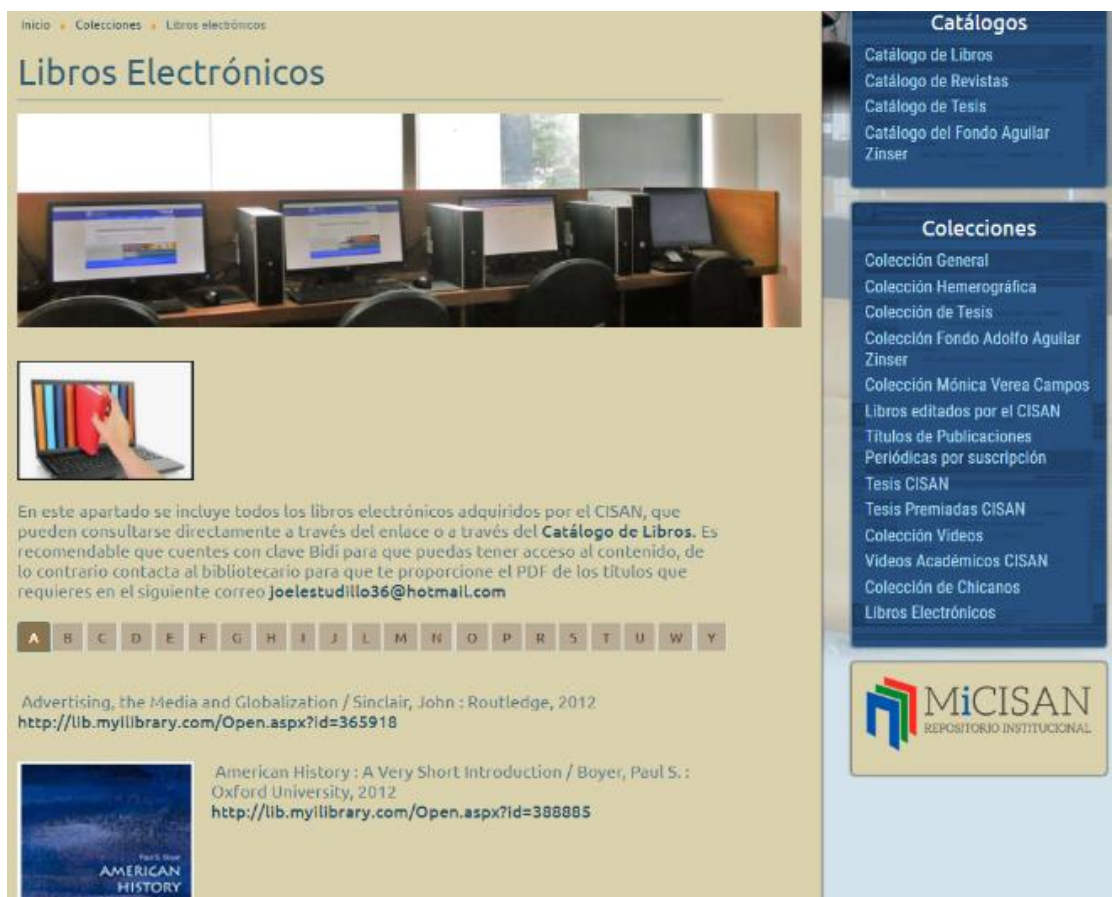 Inicio • Colecciones • Libros electrónicos
Libros Electrónicos
En este apartado se incluye todos los libros electrónicos adquiridos por el CISAN, que
pueden consultarse directamente a través del enlace o a través del Catálogo de Libros. Es
recomendable que cuentes con clave Bidi para que puedas tener acceso al contenido, de
lo contrario contacta al bibliotecario para que te proporcione el PDF de los títulos que
requieres en el siguiente correo joelestudillo36@hotmail.com
A B C D E F G H I J L M N O P R S T U W Y
Advertising, the Media and Globalization / Sinclair, John : Routledge, 2012
http://lib.myilibrary.com/Open.aspx?id=365918
American History : A Very Short Introduction / Boyer, Paul S. :
Oxford University, 2012
http://lib.myilibrary.com/Open.aspx?id=388885
Paul S. Boyer
AMERICAN
HISTORY
Catálogos
Catálogo de Libros
Catálogo de Revistas
Catálogo de Tesis
Catálogo del Fondo Aguilar
Zinser
Colecciones
Colección General
Colección Hemerográfica
Colección de Tesis
Colección Fondo Adolfo Aguilar
Zinser
Colección Mónica Verea Campos
Libros editados por el CISAN
Títulos de Publicaciones
Periódicas por suscripción
Tesis CISAN
Tesis Premiadas CISAN
Colección Videos
Videos Académicos CISAN
Colección de Chicanos
Libros Electrónicos
MiCISAN
REPOSITORIO INSTITUCIONAL